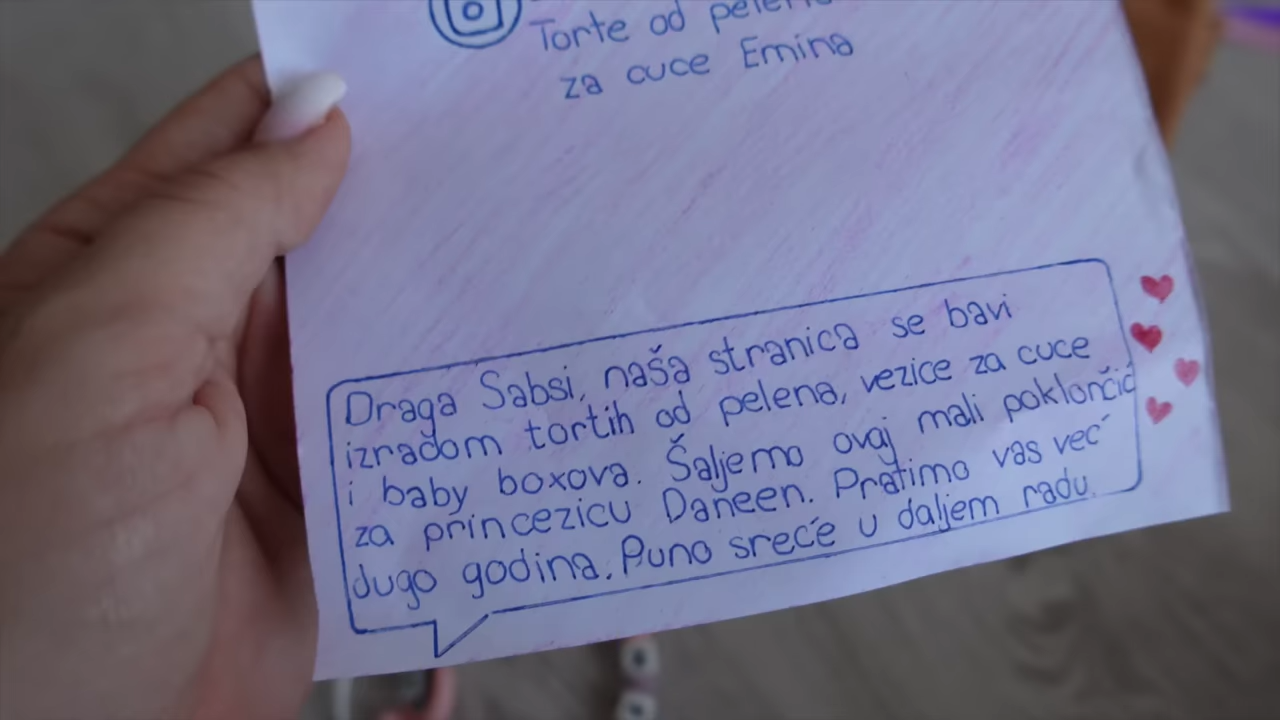 Torte od
za cuce Emina
Draga Sabsi, naša stranica se bavi
izradom tortih od pelena, vezice za cuce
i baby boxova. Šaljemo ovaj mali poklončić
za princezicu Daneen. Pratimo vas već
dugo godina. Puno sreće u daljem radu.